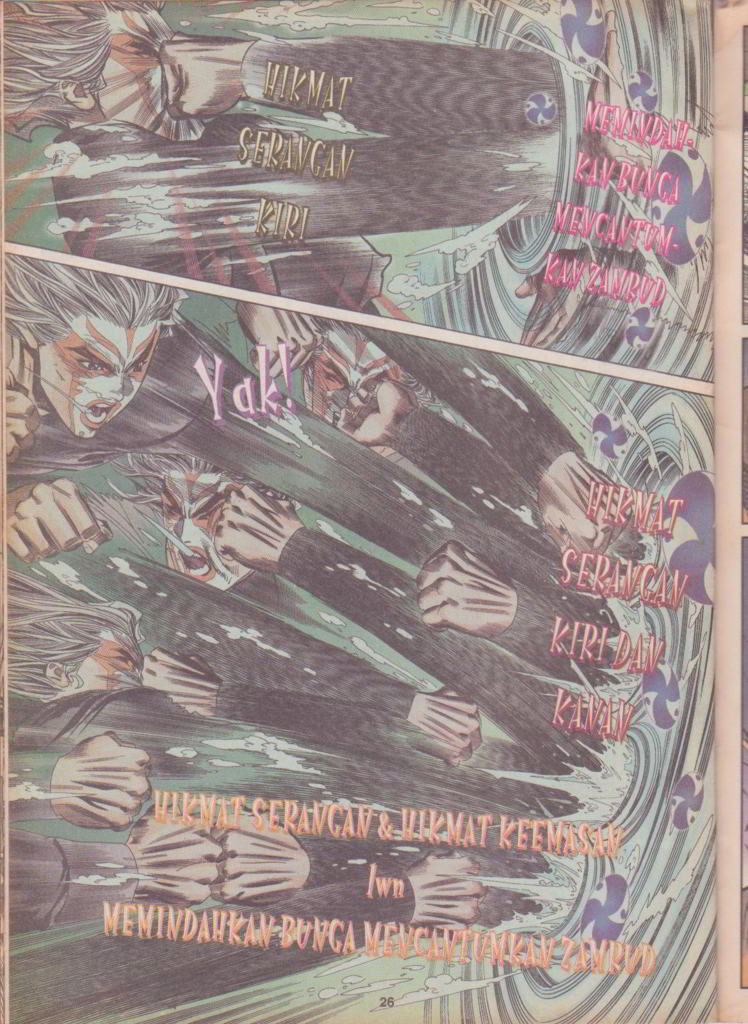 HIKMAT
SERANGAN
KIRI
MEMINDAH-
KAN BUNGA
MENCANTUM-
KAN ZAMRUD
Yak!
HIKMAT
SERANGAN
KIRI DAN
KANAN
HIKMAT SERANGAN & HIKMAT KEEMASAN
lwn
MEMINDAHKAN BUNGA MENCANTUMKAN ZAMRUD
26